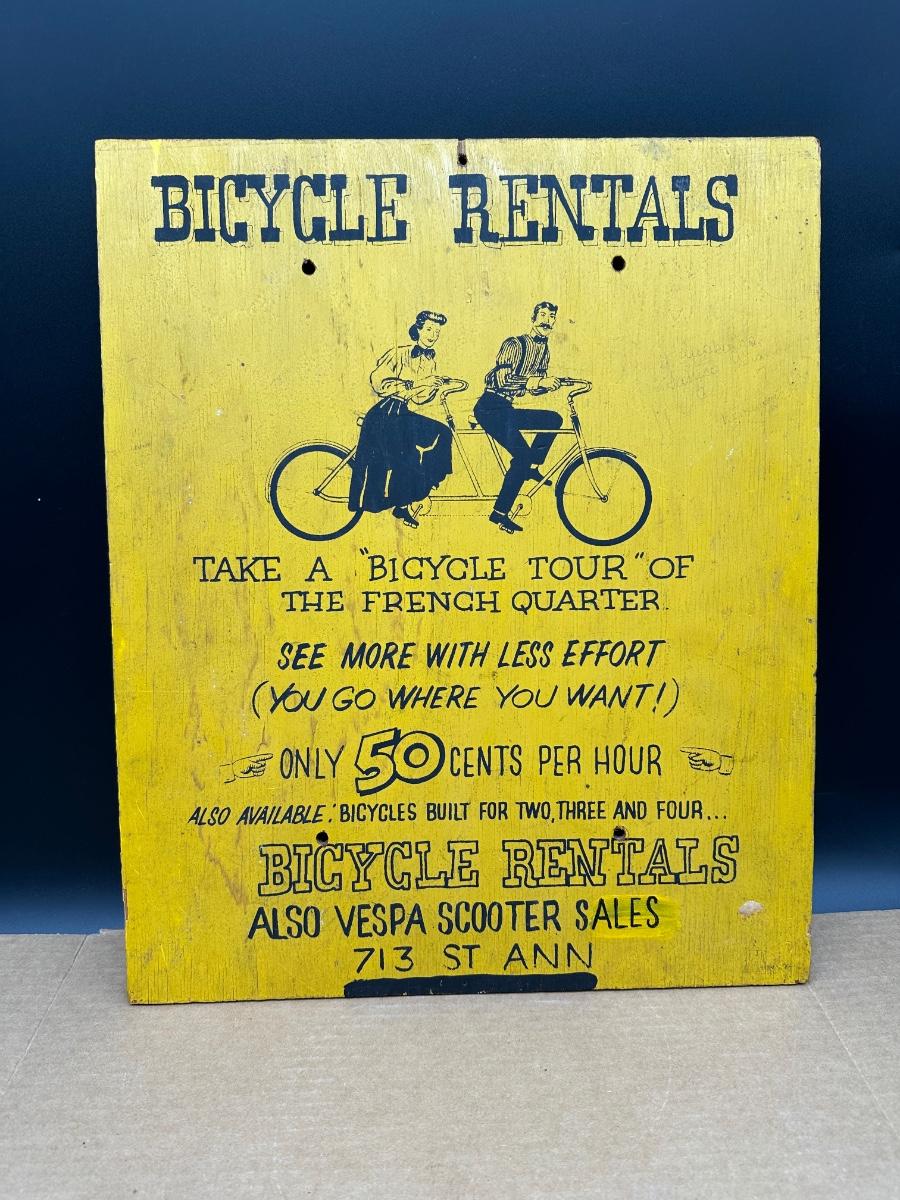 BICYCLE RENTALS
TAKE A "BICYCLE TOUR" OF
THE FRENCH QUARTER.
SEE MORE WITH LESS EFFORT
(YOU GO WHERE YOU WANT!)
ONLY 50 CENTS PER HOUR
ALSO AVAILABLE: BICYCLES BUILT FOR TWO, THREE AND FOUR...
BICYCLE RENTALS
ALSO VESPA SCOOTER SALES
713 ST ANN